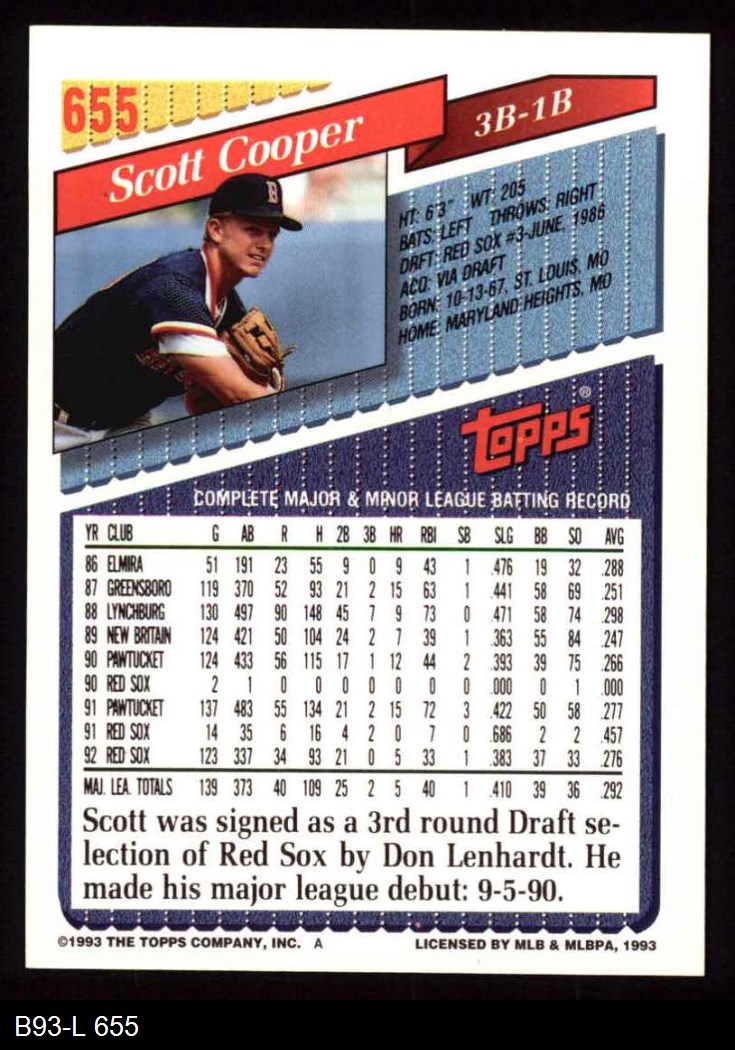 655
Scott Cooper
3B-1B
B
HT: 6'3" WT: 205
BATS: LEFT THROWS: RIGHT
DRFT: RED SOX #3-JUNE, 1986
ACQ: VIA DRAFT
BORN: 10-13-67, ST. LOUIS, MO
HOME: MARYLAND HEIGHTS, MO
TOPPS®
COMPLETE MAJOR & MINOR LEAGUE BATTING RECORD
YR CLUB G AB R H 2B 3B HR RBI SB SLG BB SO AVG
86 ELMIRA 51 191 23 55 9 0 9 43 1 .476 19 32 .288
87 GREENSBORO 119 370 52 93 21 2 15 63 1 .441 58 69 .251
88 LYNCHBURG 130 497 90 148 45 7 9 73 0 .471 58 74 .298
89 NEW BRITAIN 124 421 50 104 24 2 7 39 1 .363 55 84 .247
90 PAWTUCKET 124 433 56 115 17 1 12 44 2 .393 39 75 .266
90 RED SOX 2 1 0 0 0 0 0 0 0 .000 0 1 .000
91 PAWTUCKET 137 483 55 134 21 2 15 72 3 .422 50 58 .277
91 RED SOX 14 35 6 16 4 2 0 7 0 .686 2 2 .457
92 RED SOX 123 337 34 93 21 0 5 33 1 .383 37 33 .276
MAJ. LEA. TOTALS 139 373 40 109 25 2 5 40 1 .410 39 36 .292
Scott was signed as a 3rd round Draft se-
lection of Red Sox by Don Lenhardt. He
made his major league debut: 9-5-90.
©1993 THE TOPPS COMPANY, INC. A
LICENSED BY MLB & MLBPA, 1993
B93-L 655